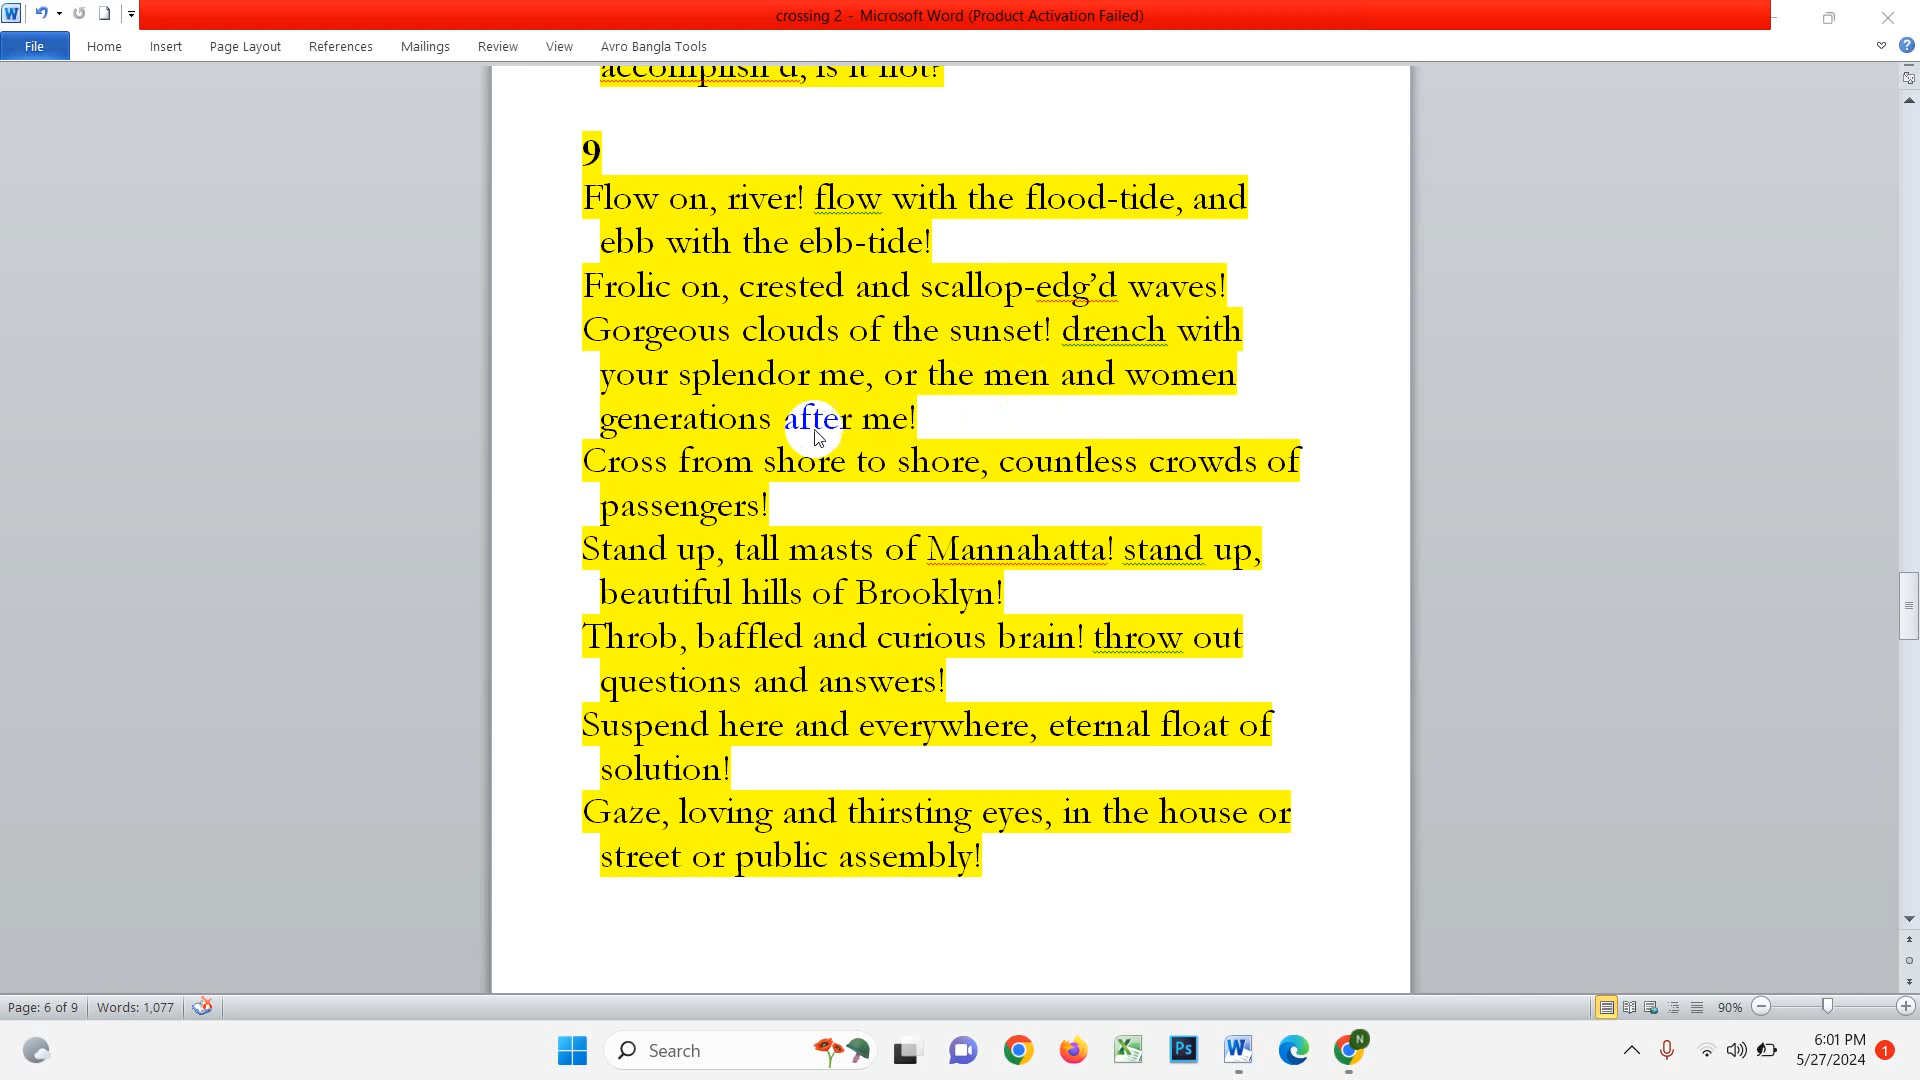 crossing 2 - Microsoft Word (Product Activation Failed)
File Home Insert Page Layout References Mailings Review View Avro Bangla Tools
accomplish'd, is it not?
9
Flow on, river! flow with the flood-tide, and
ebb with the ebb-tide!
Frolic on, crested and scallop-edg’d waves!
Gorgeous clouds of the sunset! drench with
your splendor me, or the men and women
generations after me!
Cross from shore to shore, countless crowds of
passengers!
Stand up, tall masts of Mannahatta! stand up,
beautiful hills of Brooklyn!
Throb, baffled and curious brain! throw out
questions and answers!
Suspend here and everywhere, eternal float of
solution!
Gaze, loving and thirsting eyes, in the house or
street or public assembly!
Page: 6 of 9 Words: 1,077 90%
Search
6:01 PM
5/27/2024
1